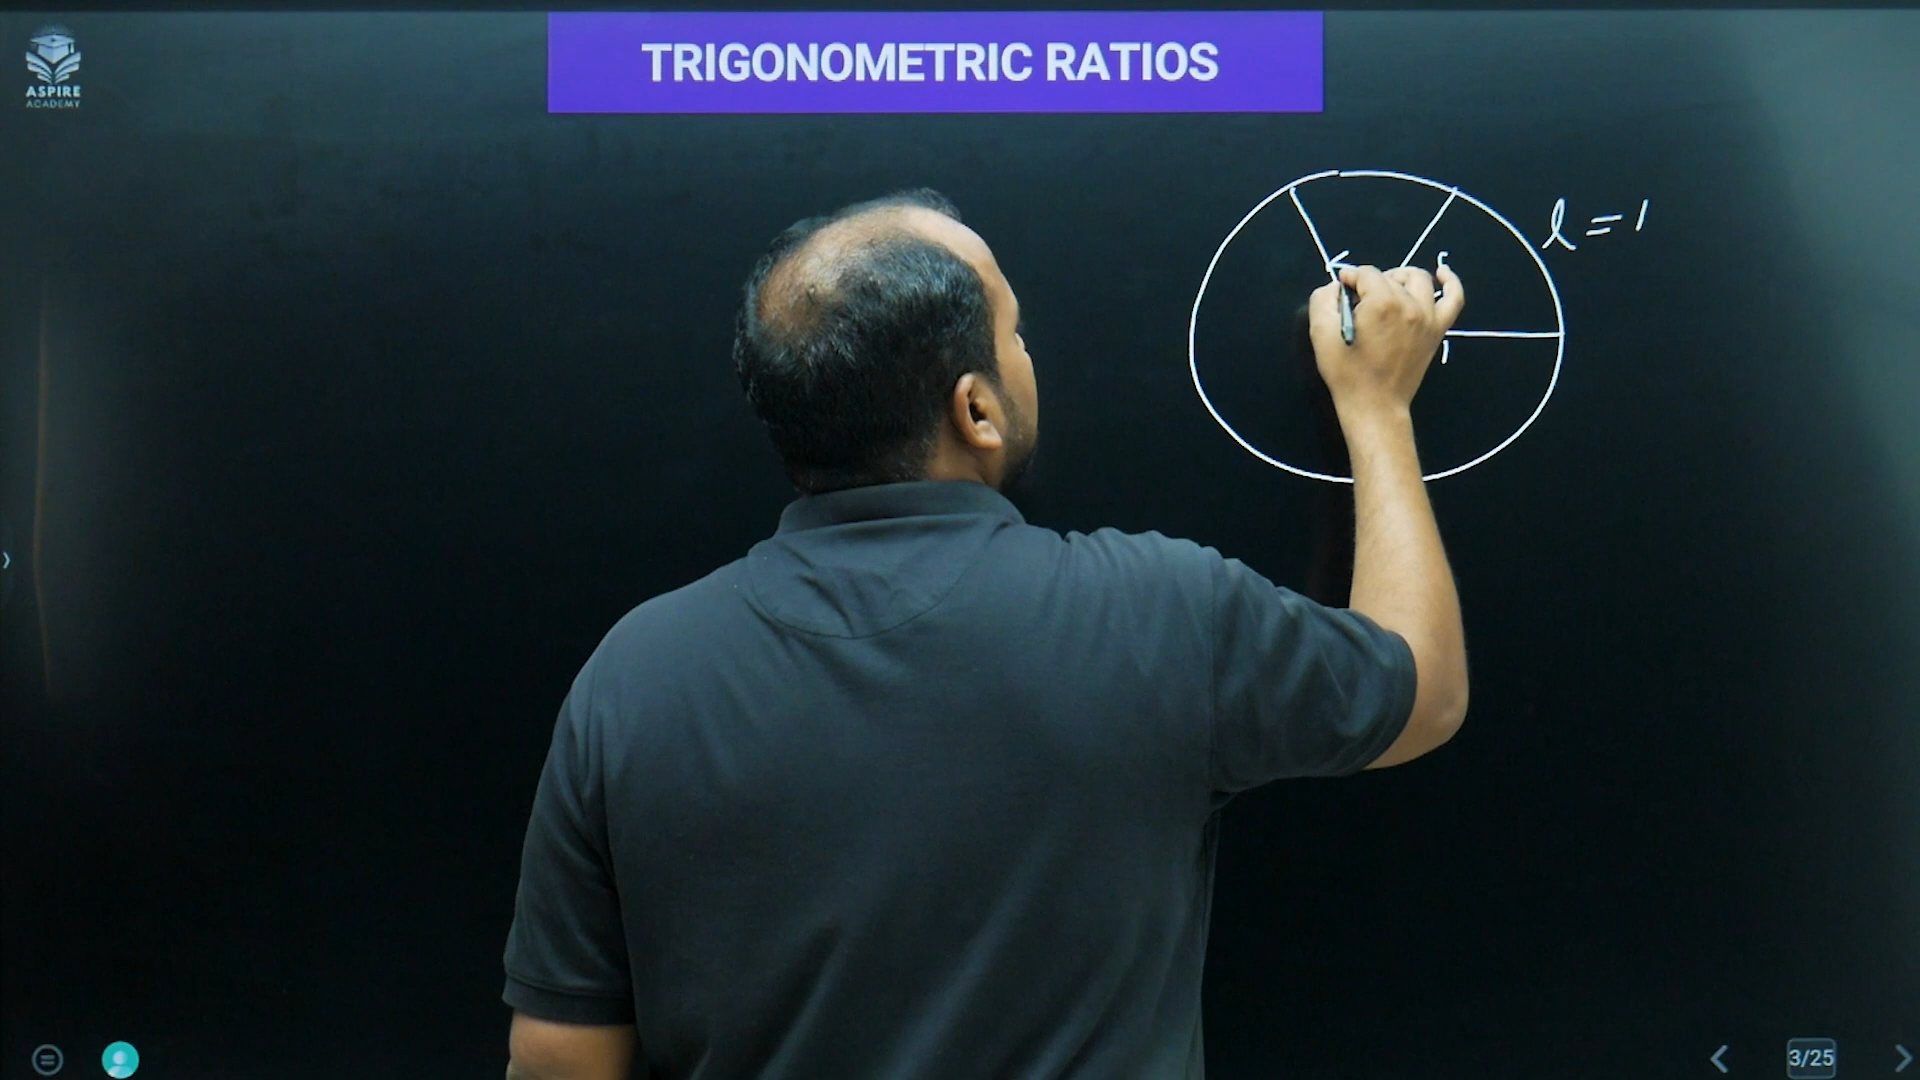 ASPIRE
ACADEMY
TRIGONOMETRIC RATIOS
l = 1
1
3/25